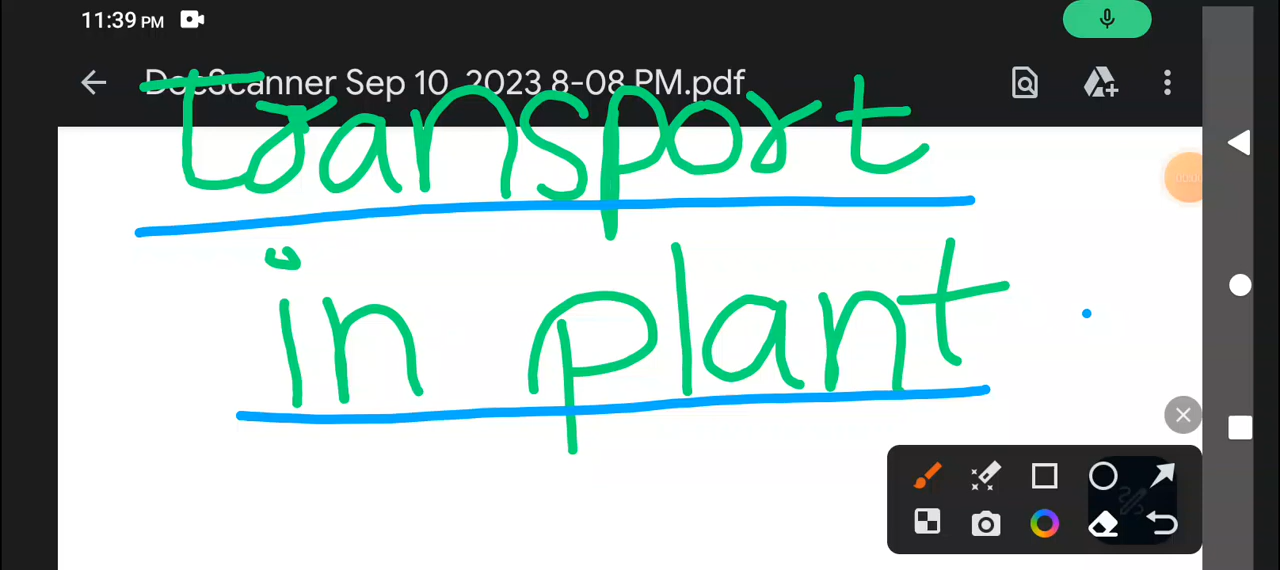 11:39 PM
DocScanner Sep 10, 2023 8-08 PM.pdf
transport
in plant